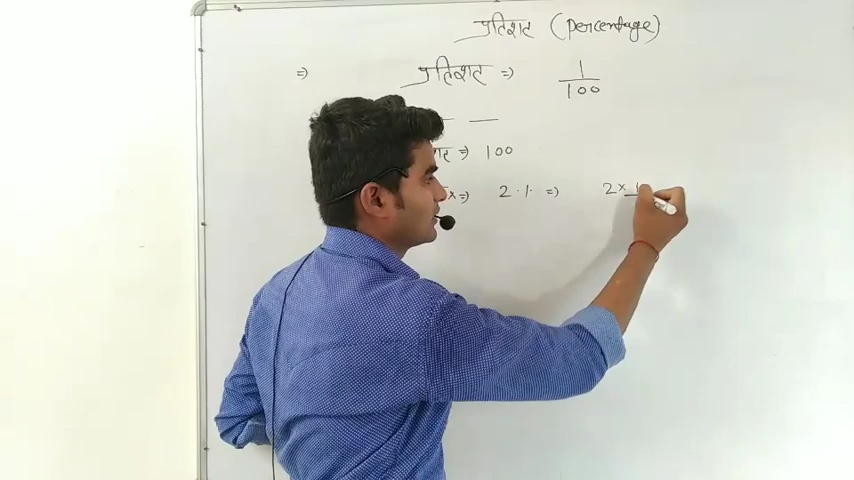 प्रतिशत (percentage)
⇒ प्रतिशत ⇒ 1/100
⇒ 100
2 % ⇒ 2 ×